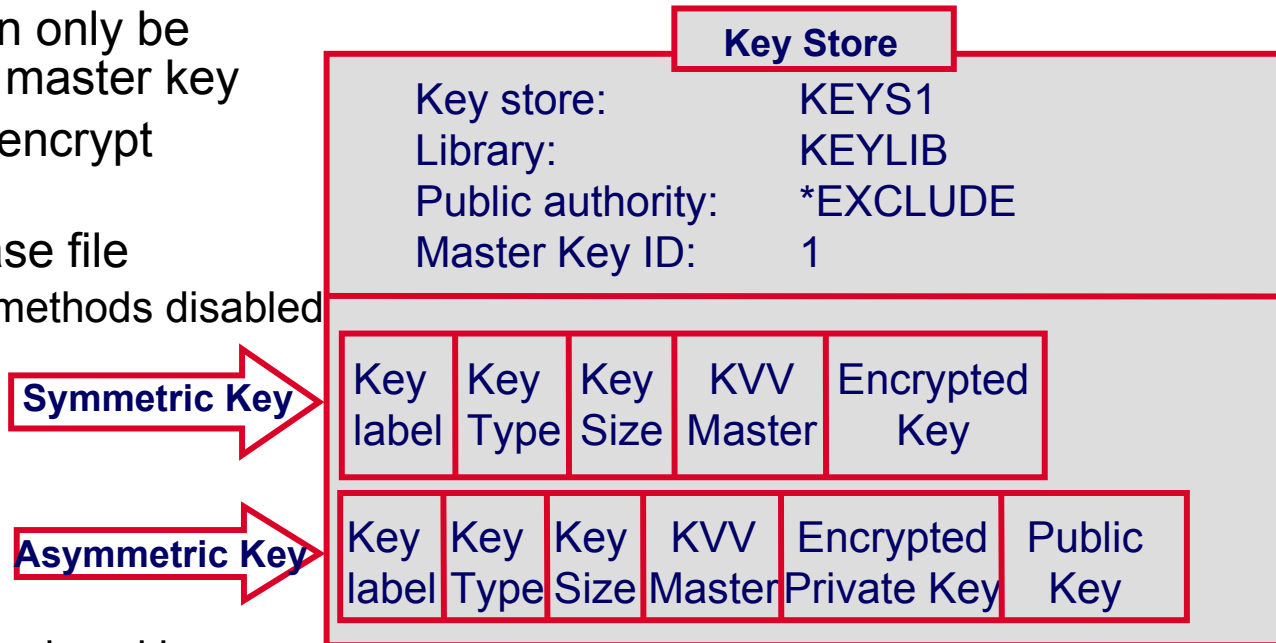 n only be
master key
encrypt
ase file
methods disabled
Key Store
Key store: KEYS1
Library: KEYLIB
Public authority: *EXCLUDE
Master Key ID: 1
Symmetric Key
Key label Key Type Key Size KVV Master Encrypted Key
Asymmetric Key
Key label Key Type Key Size KVV Master Encrypted Private Key Public Key